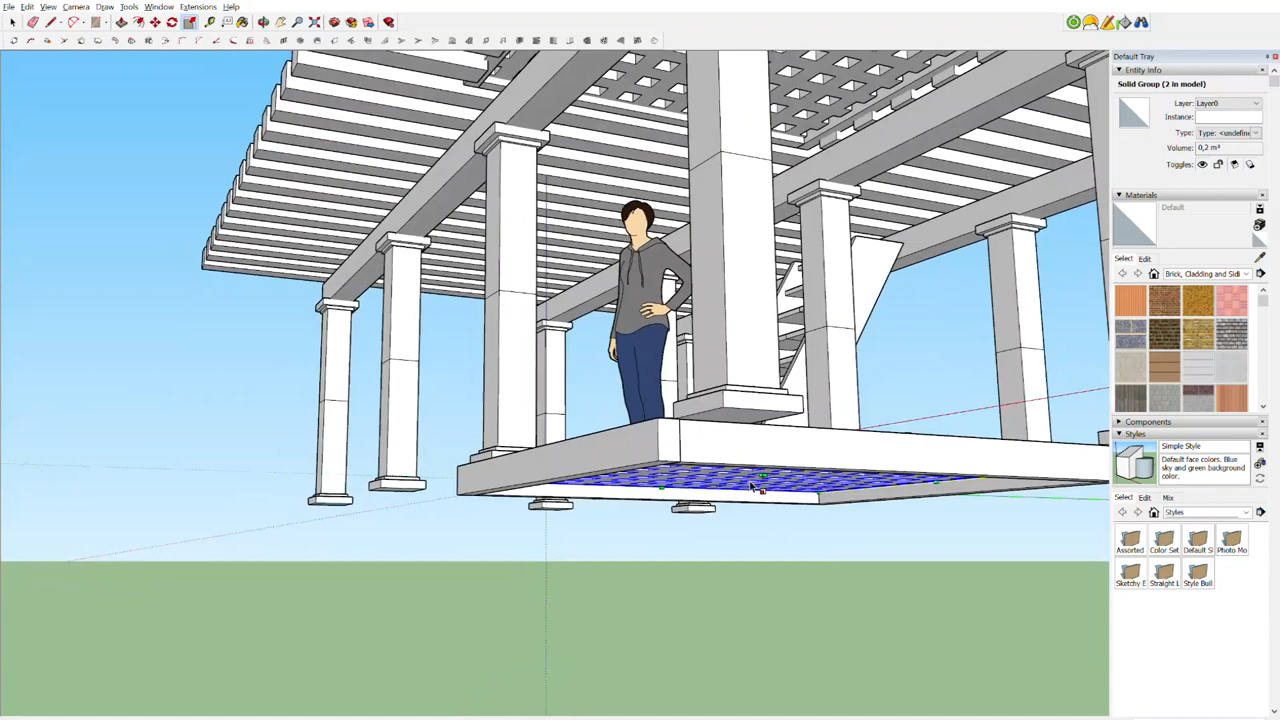 File Edit View Camera Draw Tools Window Extensions Help
Default Tray
Entity Info
Solid Group (2 in model)
Layer: Layer0
Instance:
Type: Type: <undefine
Volume: 0,2 m³
Toggles:
Materials
Default
Select Edit
Brick, Cladding and Sidi
Components
Styles
Simple Style
Default face colors. Blue
sky and green background
color.
Select Edit Mix
Styles
Assorted Color Set Default S Photo Mo
Sketchy E Straight L Style Buil